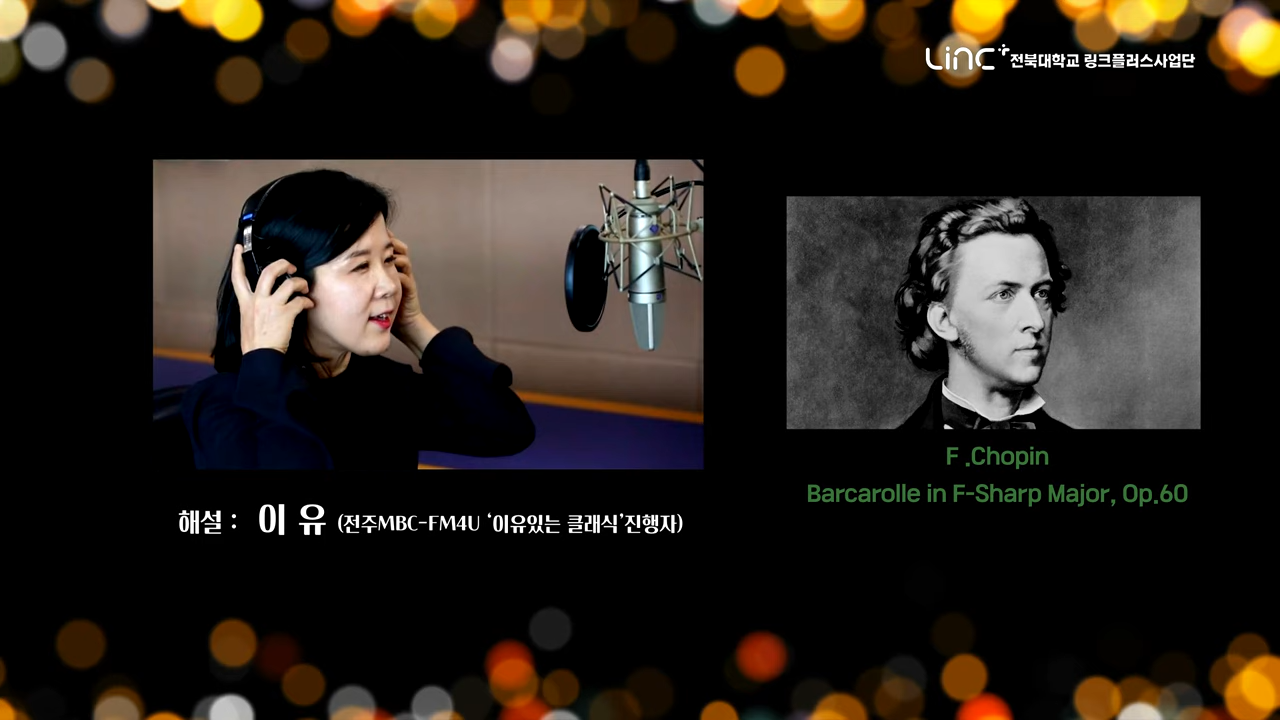 Linc+ 전북대학교 링크플러스사업단
F .Chopin
Barcarolle in F-Sharp Major, Op.60
해설 : 이 유 (전주MBC-FM4U ‘이유있는 클래식’진행자)